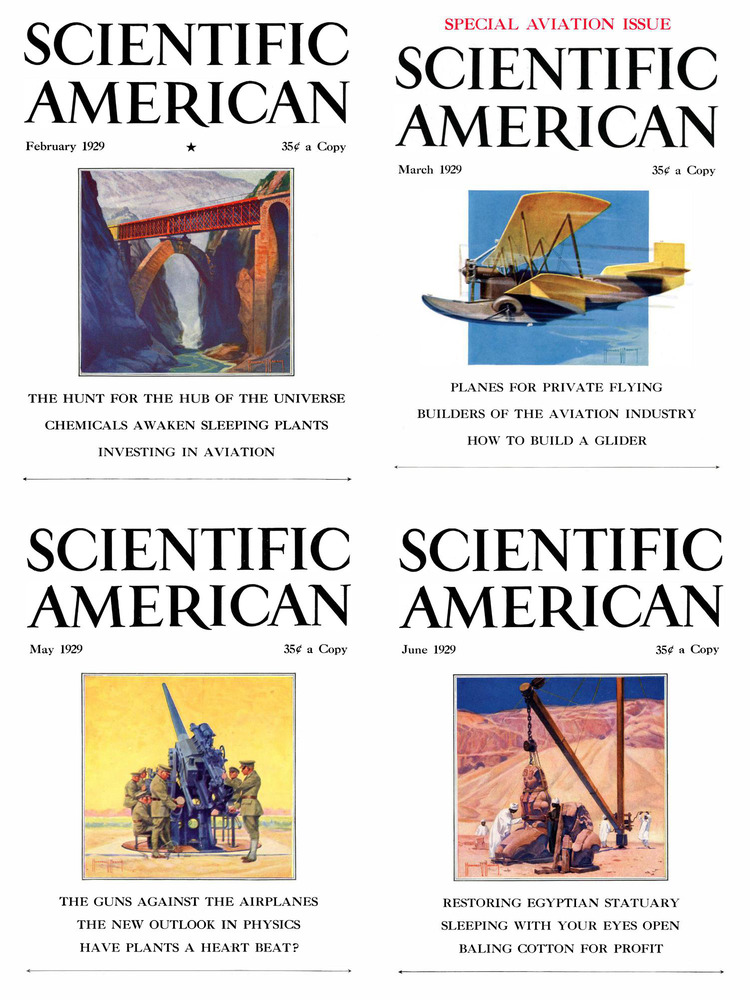 SCIENTIFIC
AMERICAN
February 1929 ★ 35¢ a Copy
THE HUNT FOR THE HUB OF THE UNIVERSE
CHEMICALS AWAKEN SLEEPING PLANTS
INVESTING IN AVIATION
SPECIAL AVIATION ISSUE
SCIENTIFIC
AMERICAN
March 1929 35¢ a Copy
PLANES FOR PRIVATE FLYING
BUILDERS OF THE AVIATION INDUSTRY
HOW TO BUILD A GLIDER
SCIENTIFIC
AMERICAN
May 1929 35¢ a Copy
THE GUNS AGAINST THE AIRPLANES
THE NEW OUTLOOK IN PHYSICS
HAVE PLANTS A HEART BEAT?
SCIENTIFIC
AMERICAN
June 1929 35¢ a Copy
RESTORING EGYPTIAN STATUARY
SLEEPING WITH YOUR EYES OPEN
BALING COTTON FOR PROFIT